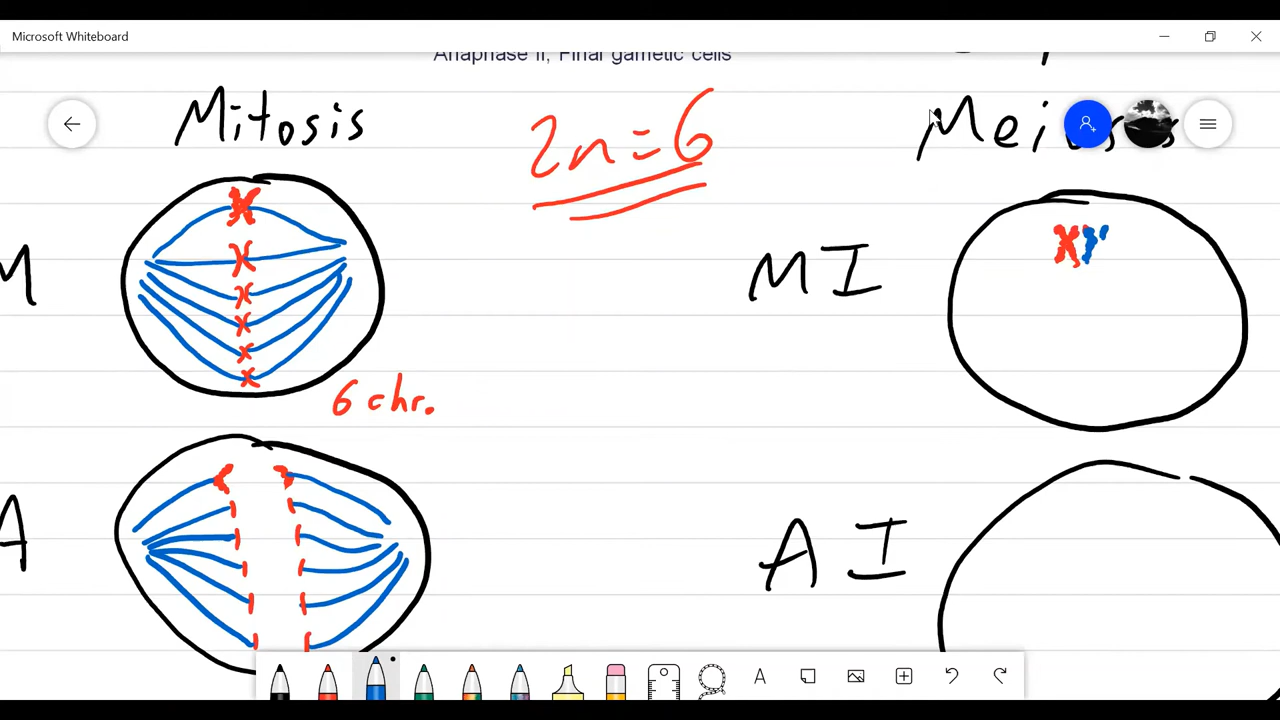 Microsoft Whiteboard
Anaphase II, Final gametic cells
Mitosis
2n=6
M
6 chr.
A
MI
AI